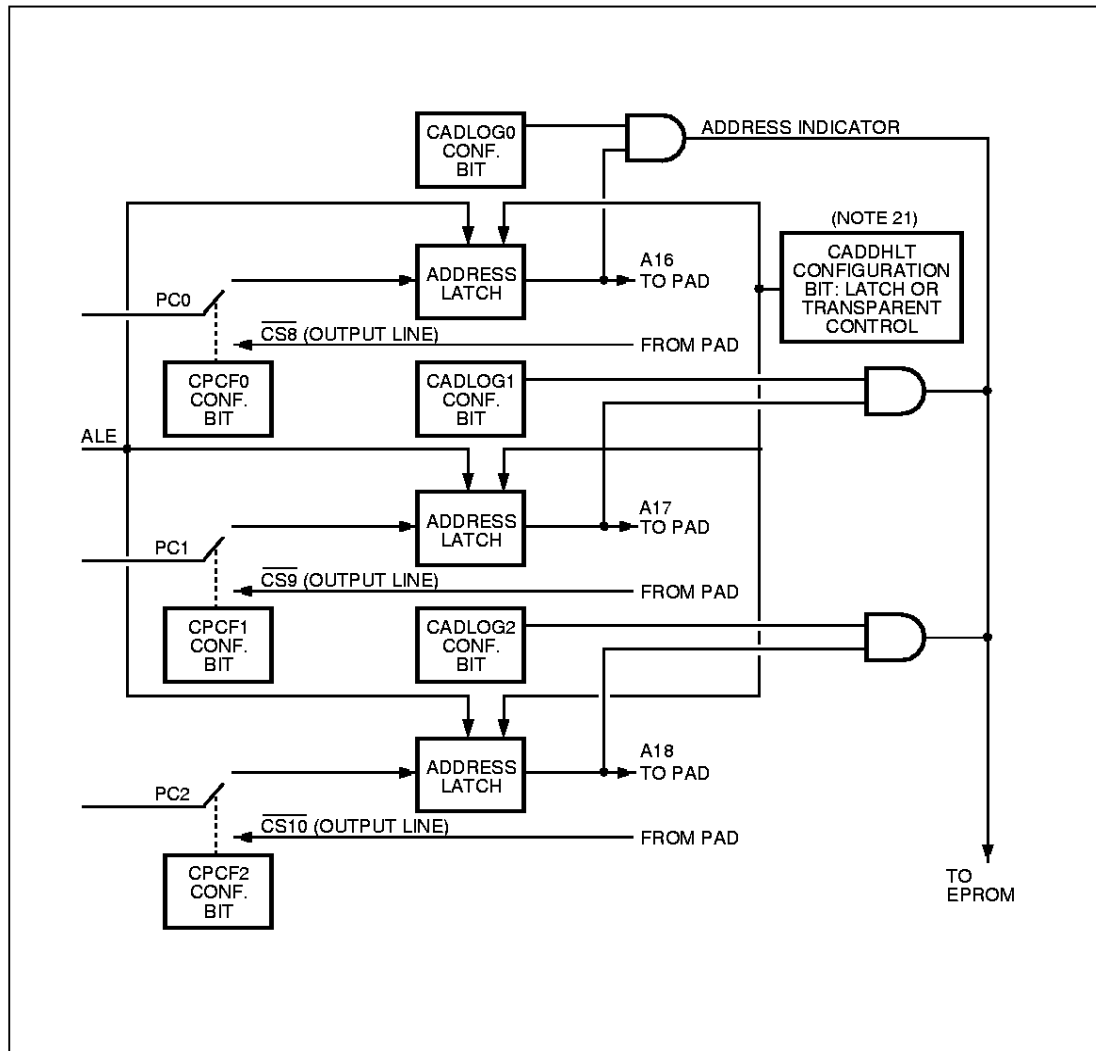 CADLOG0
CONF.
BIT
ADDRESS INDICATOR
(NOTE 21)
CADDHLT
CONFIGURATION
BIT: LATCH OR
TRANSPARENT
CONTROL
ADDRESS
LATCH
A16
TO PAD
PC0
CS8 (OUTPUT LINE)
FROM PAD
CPCF0
CONF.
BIT
CADLOG1
CONF.
BIT
ALE
ADDRESS
LATCH
A17
TO PAD
PC1
CS9 (OUTPUT LINE)
FROM PAD
CPCF1
CONF.
BIT
CADLOG2
CONF.
BIT
ADDRESS
LATCH
A18
TO PAD
PC2
CS10 (OUTPUT LINE)
FROM PAD
CPCF2
CONF.
BIT
TO
EPROM